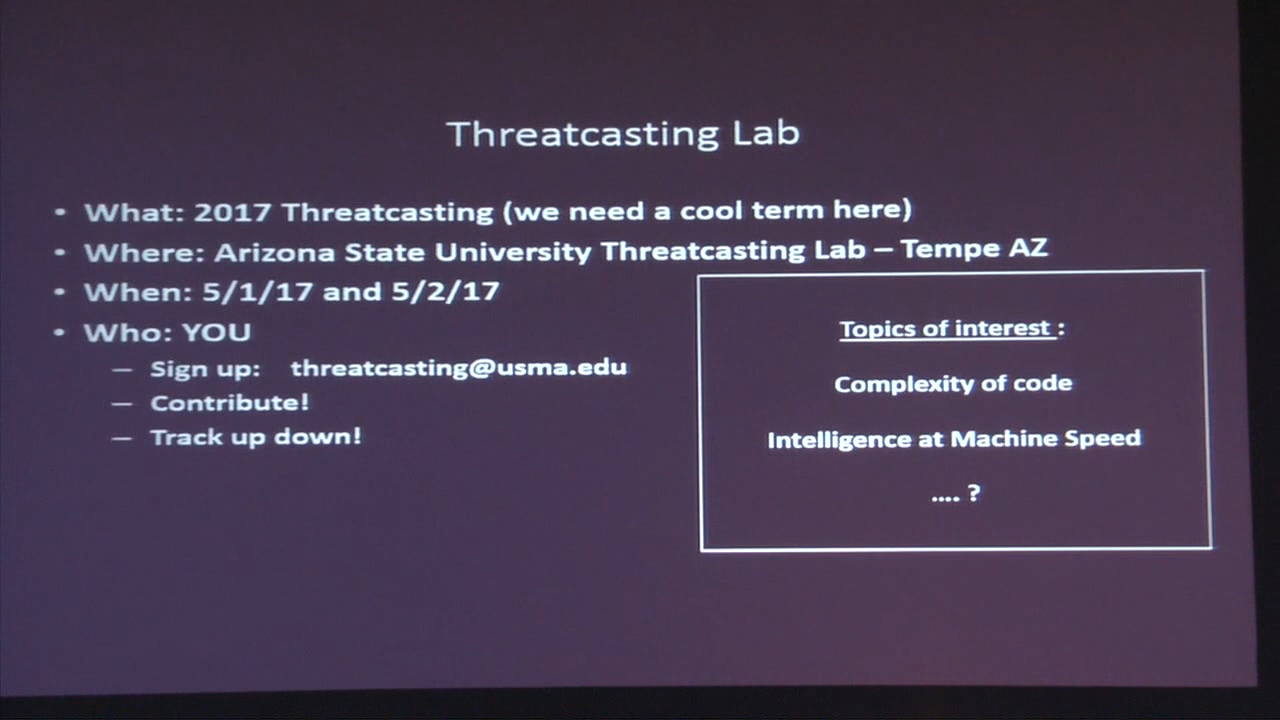 Threatcasting Lab
• What: 2017 Threatcasting (we need a cool term here)
• Where: Arizona State University Threatcasting Lab – Tempe AZ
• When: 5/1/17 and 5/2/17
• Who: YOU
– Sign up: threatcasting@usma.edu
– Contribute!
– Track up down!
Topics of interest :
Complexity of code
Intelligence at Machine Speed
.... ?